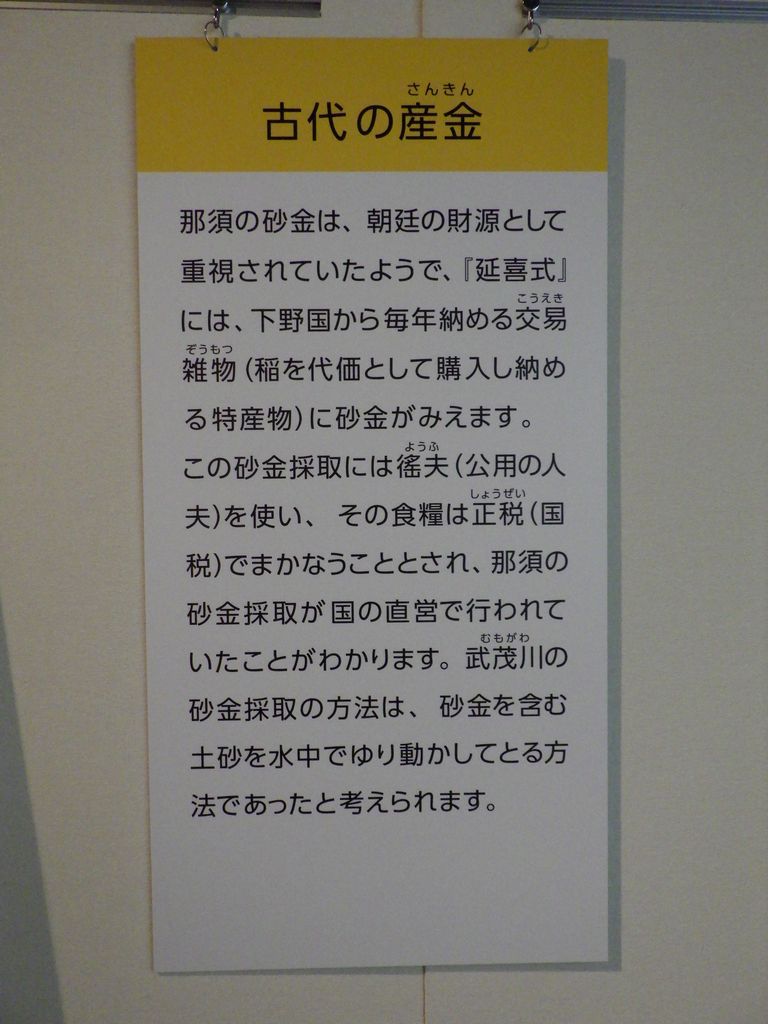 さんきん
古代の産金
那須の砂金は、朝廷の財源として
重視されていたようで、『延喜式』
こうえき
には、下野国から毎年納める交易
ぞうもつ
雑物（稲を代価として購入し納め
る特産物）に砂金がみえます。
ようふ
この砂金採取には徭夫（公用の人
しょうぜい
夫）を使い、その食糧は正税（国
税）でまかなうこととされ、那須の
砂金採取が国の直営で行われて
むもがわ
いたことがわかります。武茂川の
砂金採取の方法は、砂金を含む
土砂を水中でゆり動かしてとる方
法であったと考えられます。